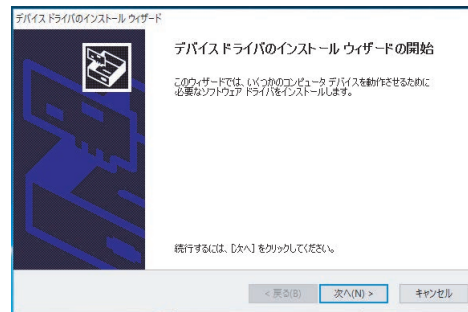 デバイス ドライバのインストール ウィザード
デバイス ドライバのインストール ウィザードの開始
このウィザードでは、いくつかのコンピュータ デバイスを動作させるために
必要なソフトウェア ドライバをインストールします。
続行するには、[次へ] をクリックしてください。
< 戻る(B) 次へ(N) > キャンセル